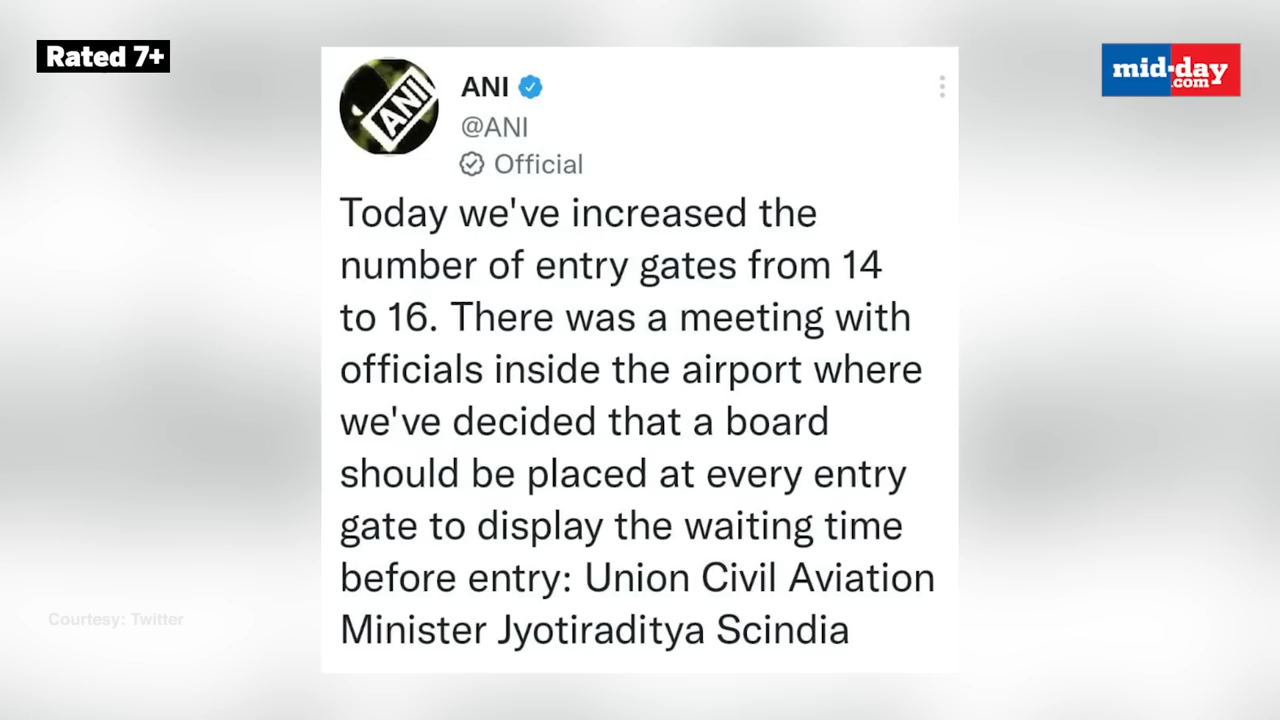 Rated 7+
mid-day
.com
ANI
ANI
@ANI
Official
Today we've increased the
number of entry gates from 14
to 16. There was a meeting with
officials inside the airport where
we've decided that a board
should be placed at every entry
gate to display the waiting time
before entry: Union Civil Aviation
Minister Jyotiraditya Scindia
Courtesy: Twitter